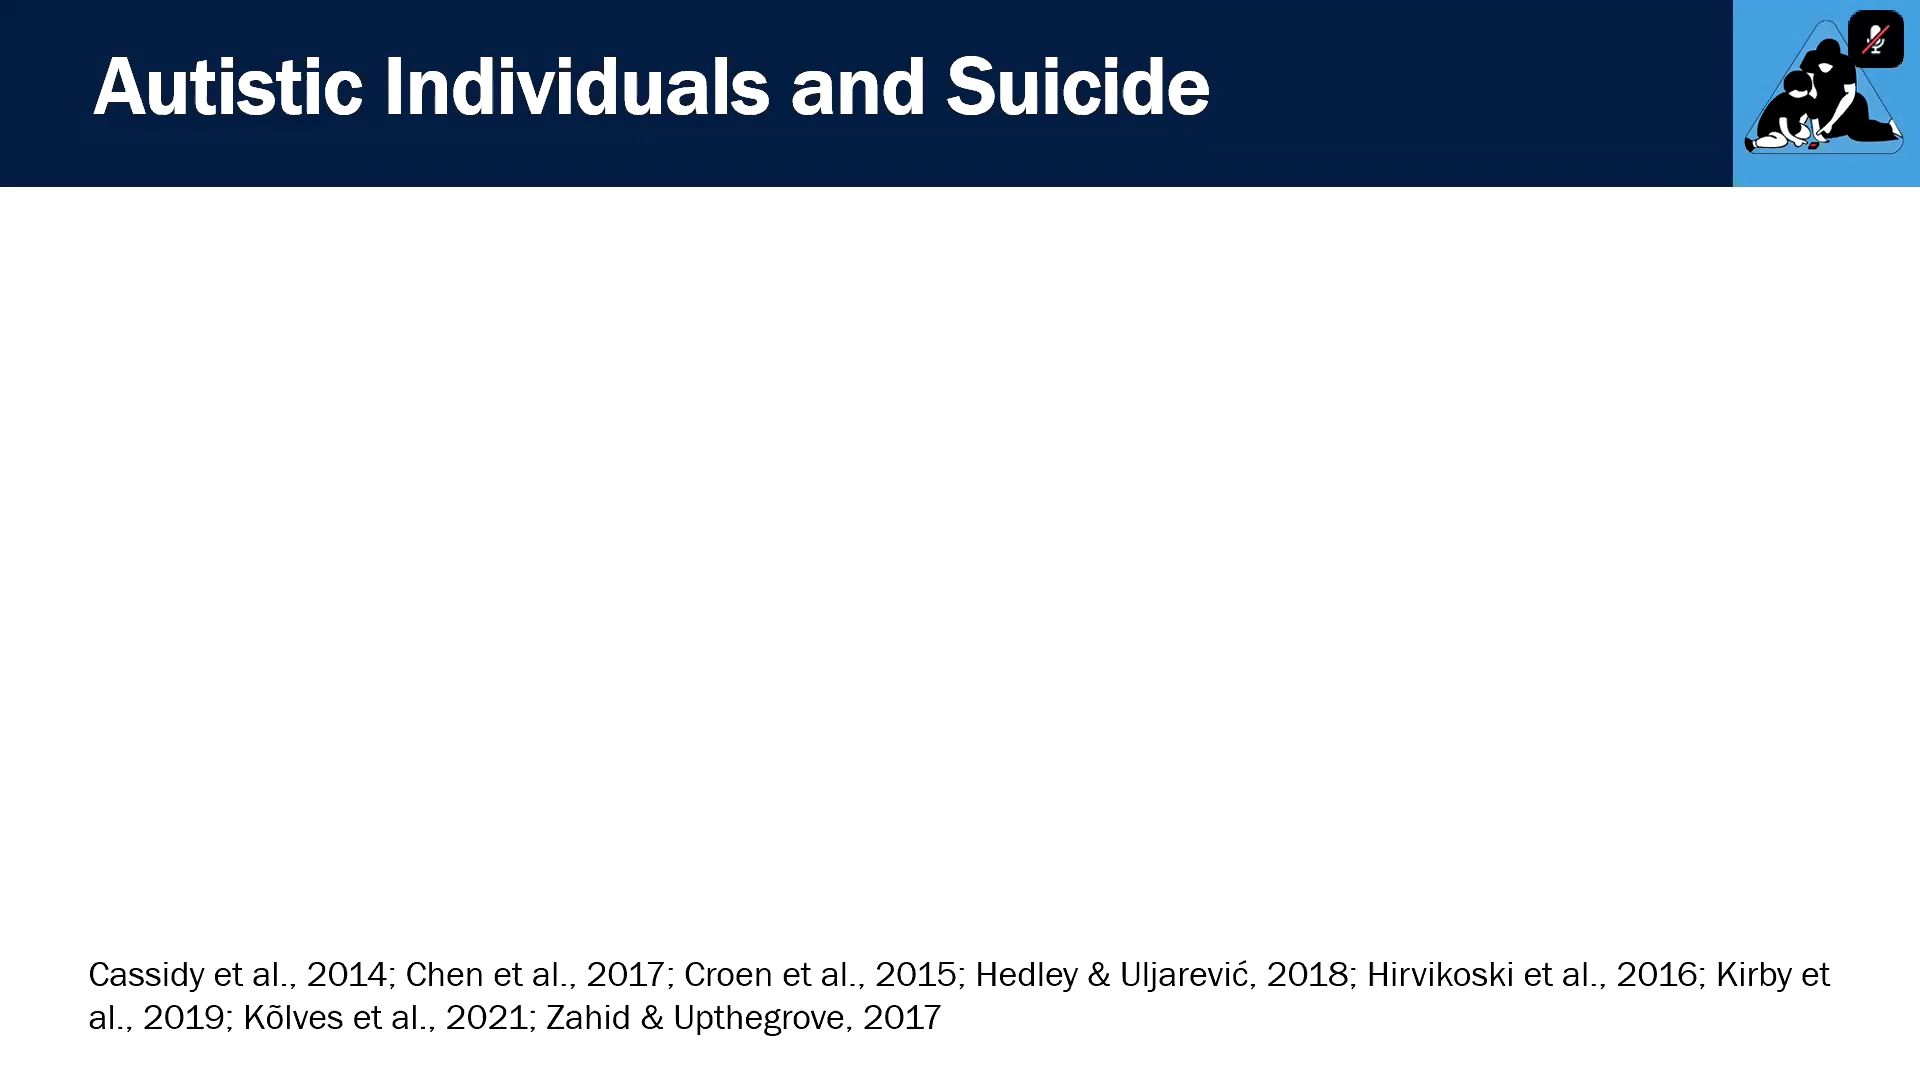 Autistic Individuals and Suicide
Cassidy et al., 2014; Chen et al., 2017; Croen et al., 2015; Hedley & Uljarević, 2018; Hirvikoski et al., 2016; Kirby et
al., 2019; Kõlves et al., 2021; Zahid & Upthegrove, 2017